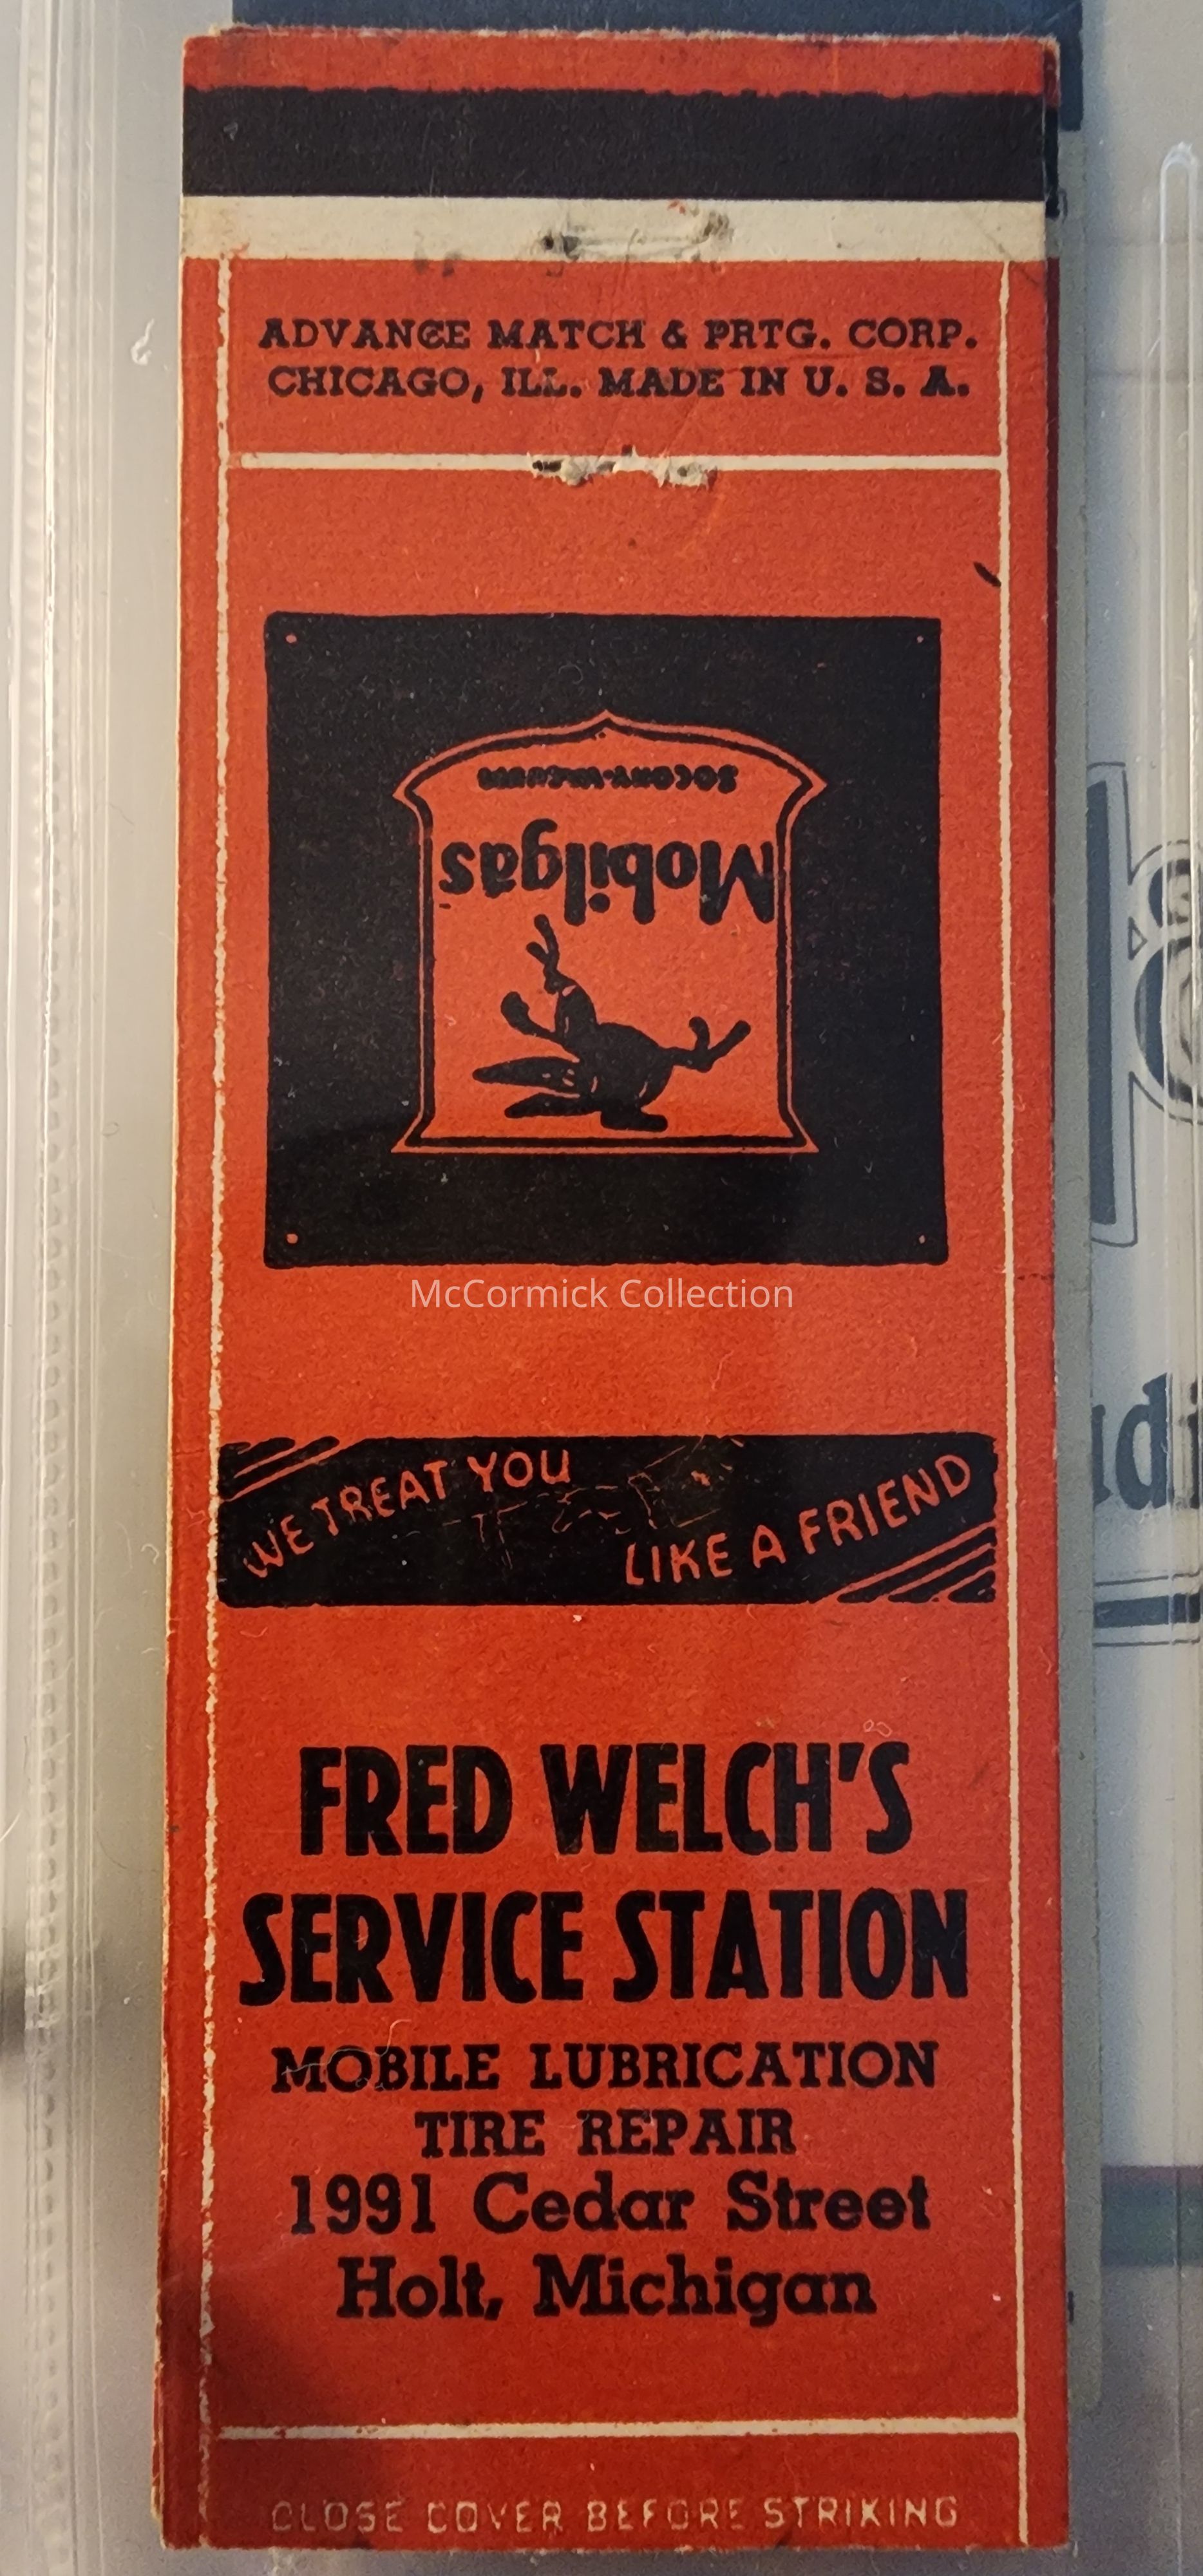 ADVANCE MATCH & PRTG. CORP.
CHICAGO, ILL. MADE IN U. S. A.
SOCONY-VACUUM
Mobilgas
McCormick Collection
WE TREAT YOU
LIKE A FRIEND
FRED WELCH'S
SERVICE STATION
MOBILE LUBRICATION
TIRE REPAIR
1991 Cedar Street
Holt, Michigan
CLOSE COVER BEFORE STRIKING